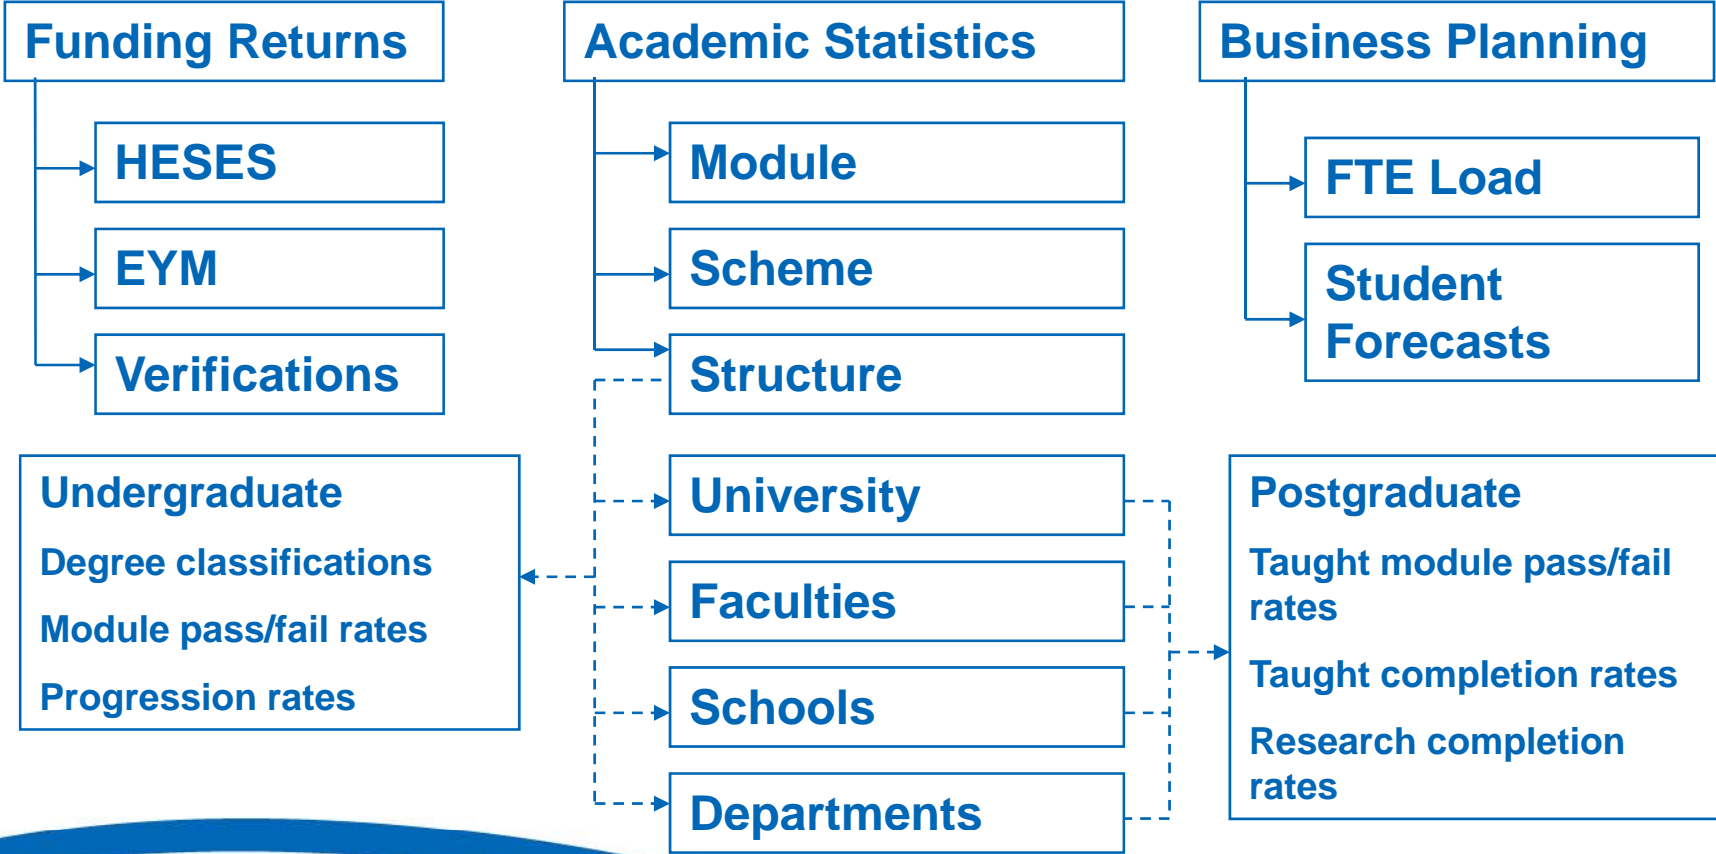 Funding Returns
HESES
EYM
Verifications
Academic Statistics
Module
Scheme
Structure
University
Faculties
Schools
Departments
Business Planning
FTE Load
Student
Forecasts
Undergraduate
Degree classifications
Module pass/fail rates
Progression rates
Postgraduate
Taught module pass/fail
rates
Taught completion rates
Research completion
rates